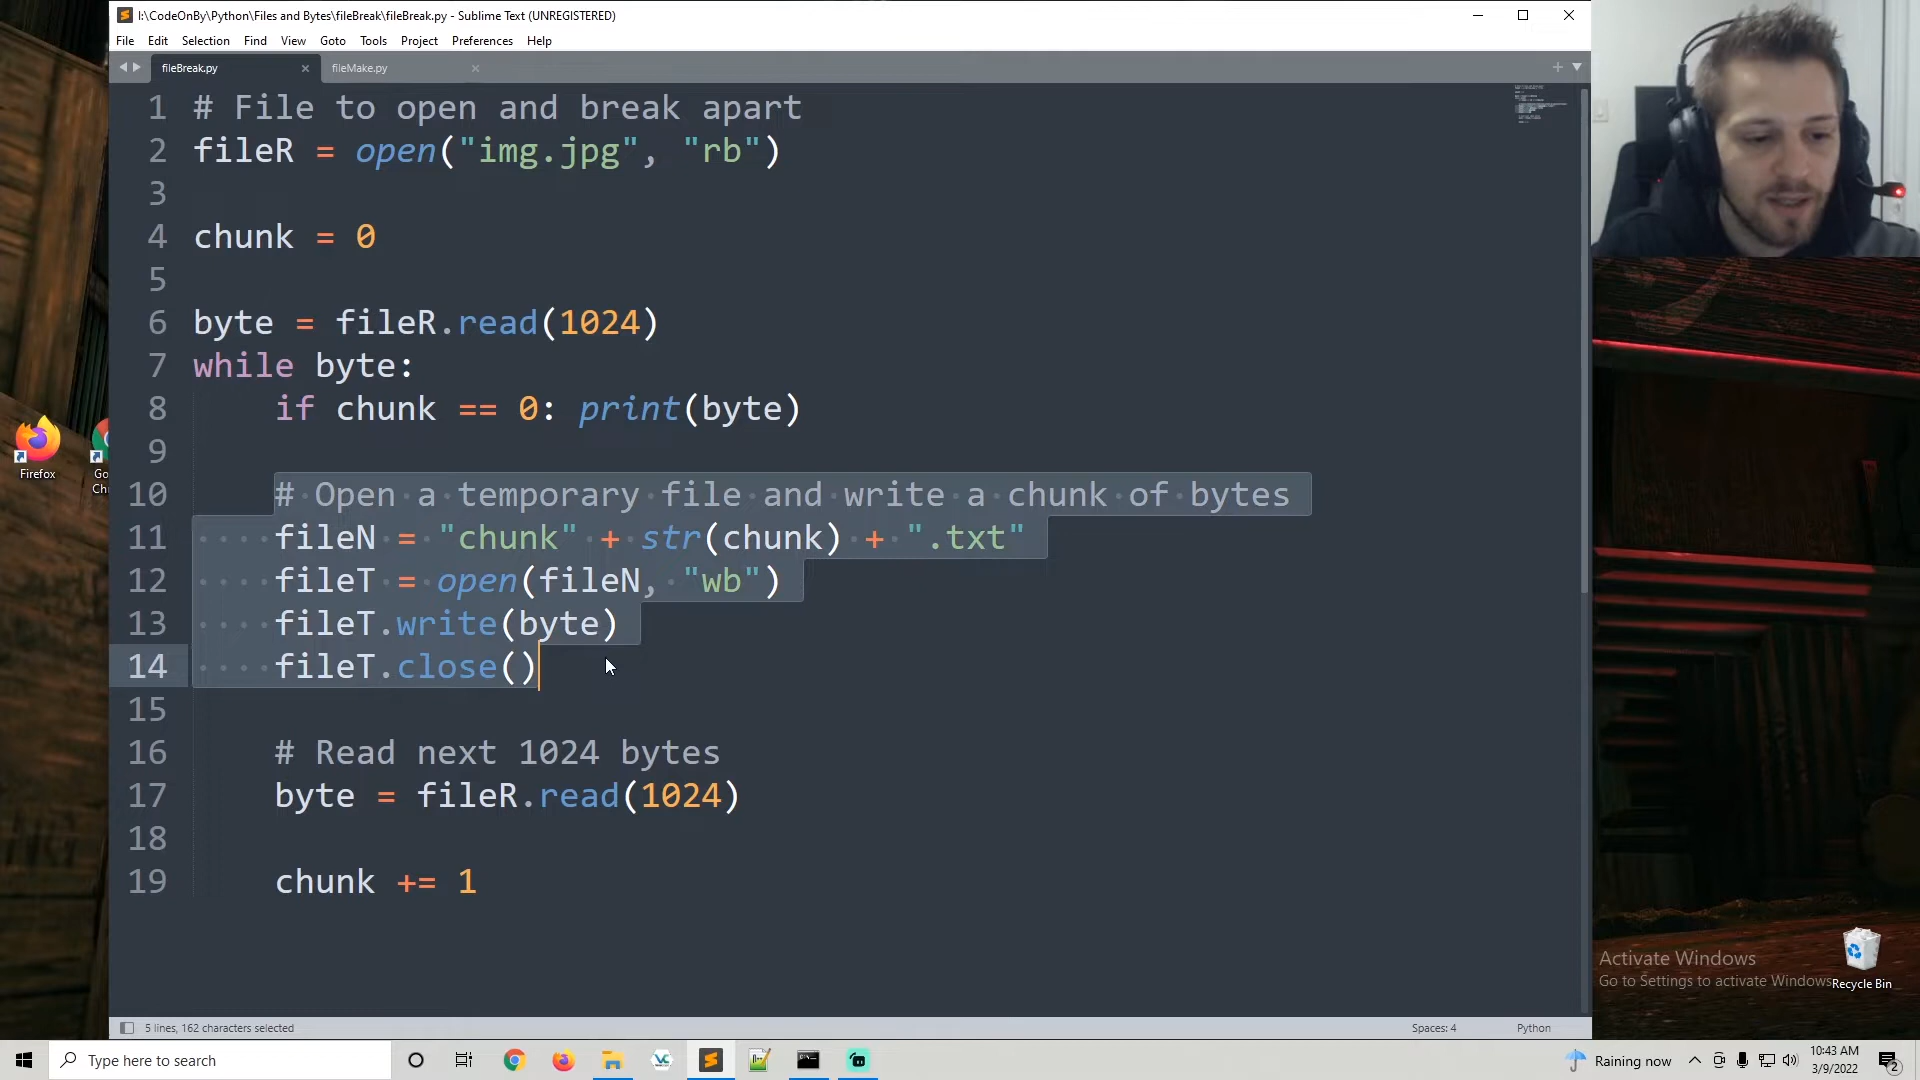 I:\CodeOnBy\Python\Files and Bytes\fileBreak\fileBreak.py - Sublime Text (UNREGISTERED)
File Edit Selection Find View Goto Tools Project Preferences Help
fileBreak.py fileMake.py
1 # File to open and break apart
2 fileR = open("img.jpg", "rb")
3
4 chunk = 0
5
6 byte = fileR.read(1024)
7 while byte:
8 if chunk == 0: print(byte)
9
10 # Open a temporary file and write a chunk of bytes
11 fileN = "chunk" + str(chunk) + ".txt"
12 fileT = open(fileN, "wb")
13 fileT.write(byte)
14 fileT.close()
15
16 # Read next 1024 bytes
17 byte = fileR.read(1024)
18
19 chunk += 1
Firefox
Go
Ch
Activate Windows
Go to Settings to activate Windows
Recycle Bin
5 lines, 162 characters selected
Spaces: 4
Python
Type here to search
Raining now
10:43 AM
3/9/2022
2